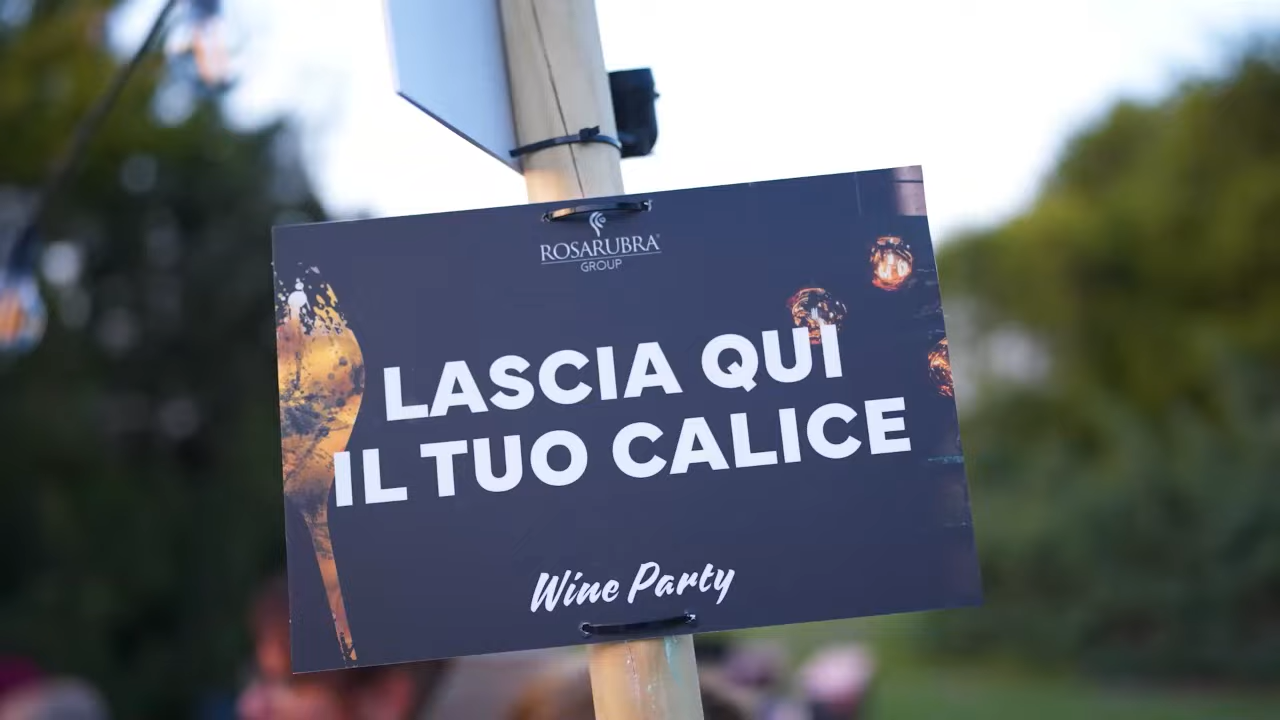 ROSARUBRA®
GROUP
LASCIA QUI
IL TUO CALICE
Wine Party